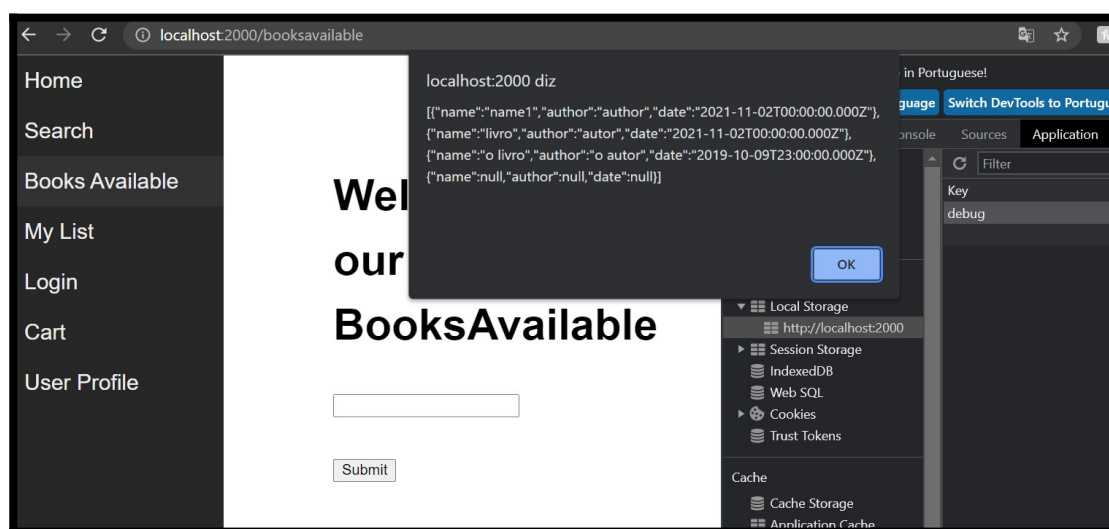 localhost:2000/booksavailable
Home
Search
Books Available
My List
Login
Cart
User Profile
Wel
our
BooksAvailable
Submit
localhost:2000 diz
[{"name":"name1","author":"author","date":"2021-11-02T00:00:00.000Z"},
{"name":"livro","author":"autor","date":"2021-11-02T00:00:00.000Z"},
{"name":"o livro","author":"o autor","date":"2019-10-09T23:00:00.000Z"},
{"name":null,"author":null,"date":null}]
OK
in Portuguese!
guage Switch DevTools to Portugu
onsole Sources Application
Filter
Key
debug
Local Storage
http://localhost:2000
Session Storage
IndexedDB
Web SQL
Cookies
Trust Tokens
Cache
Cache Storage
Application Cache